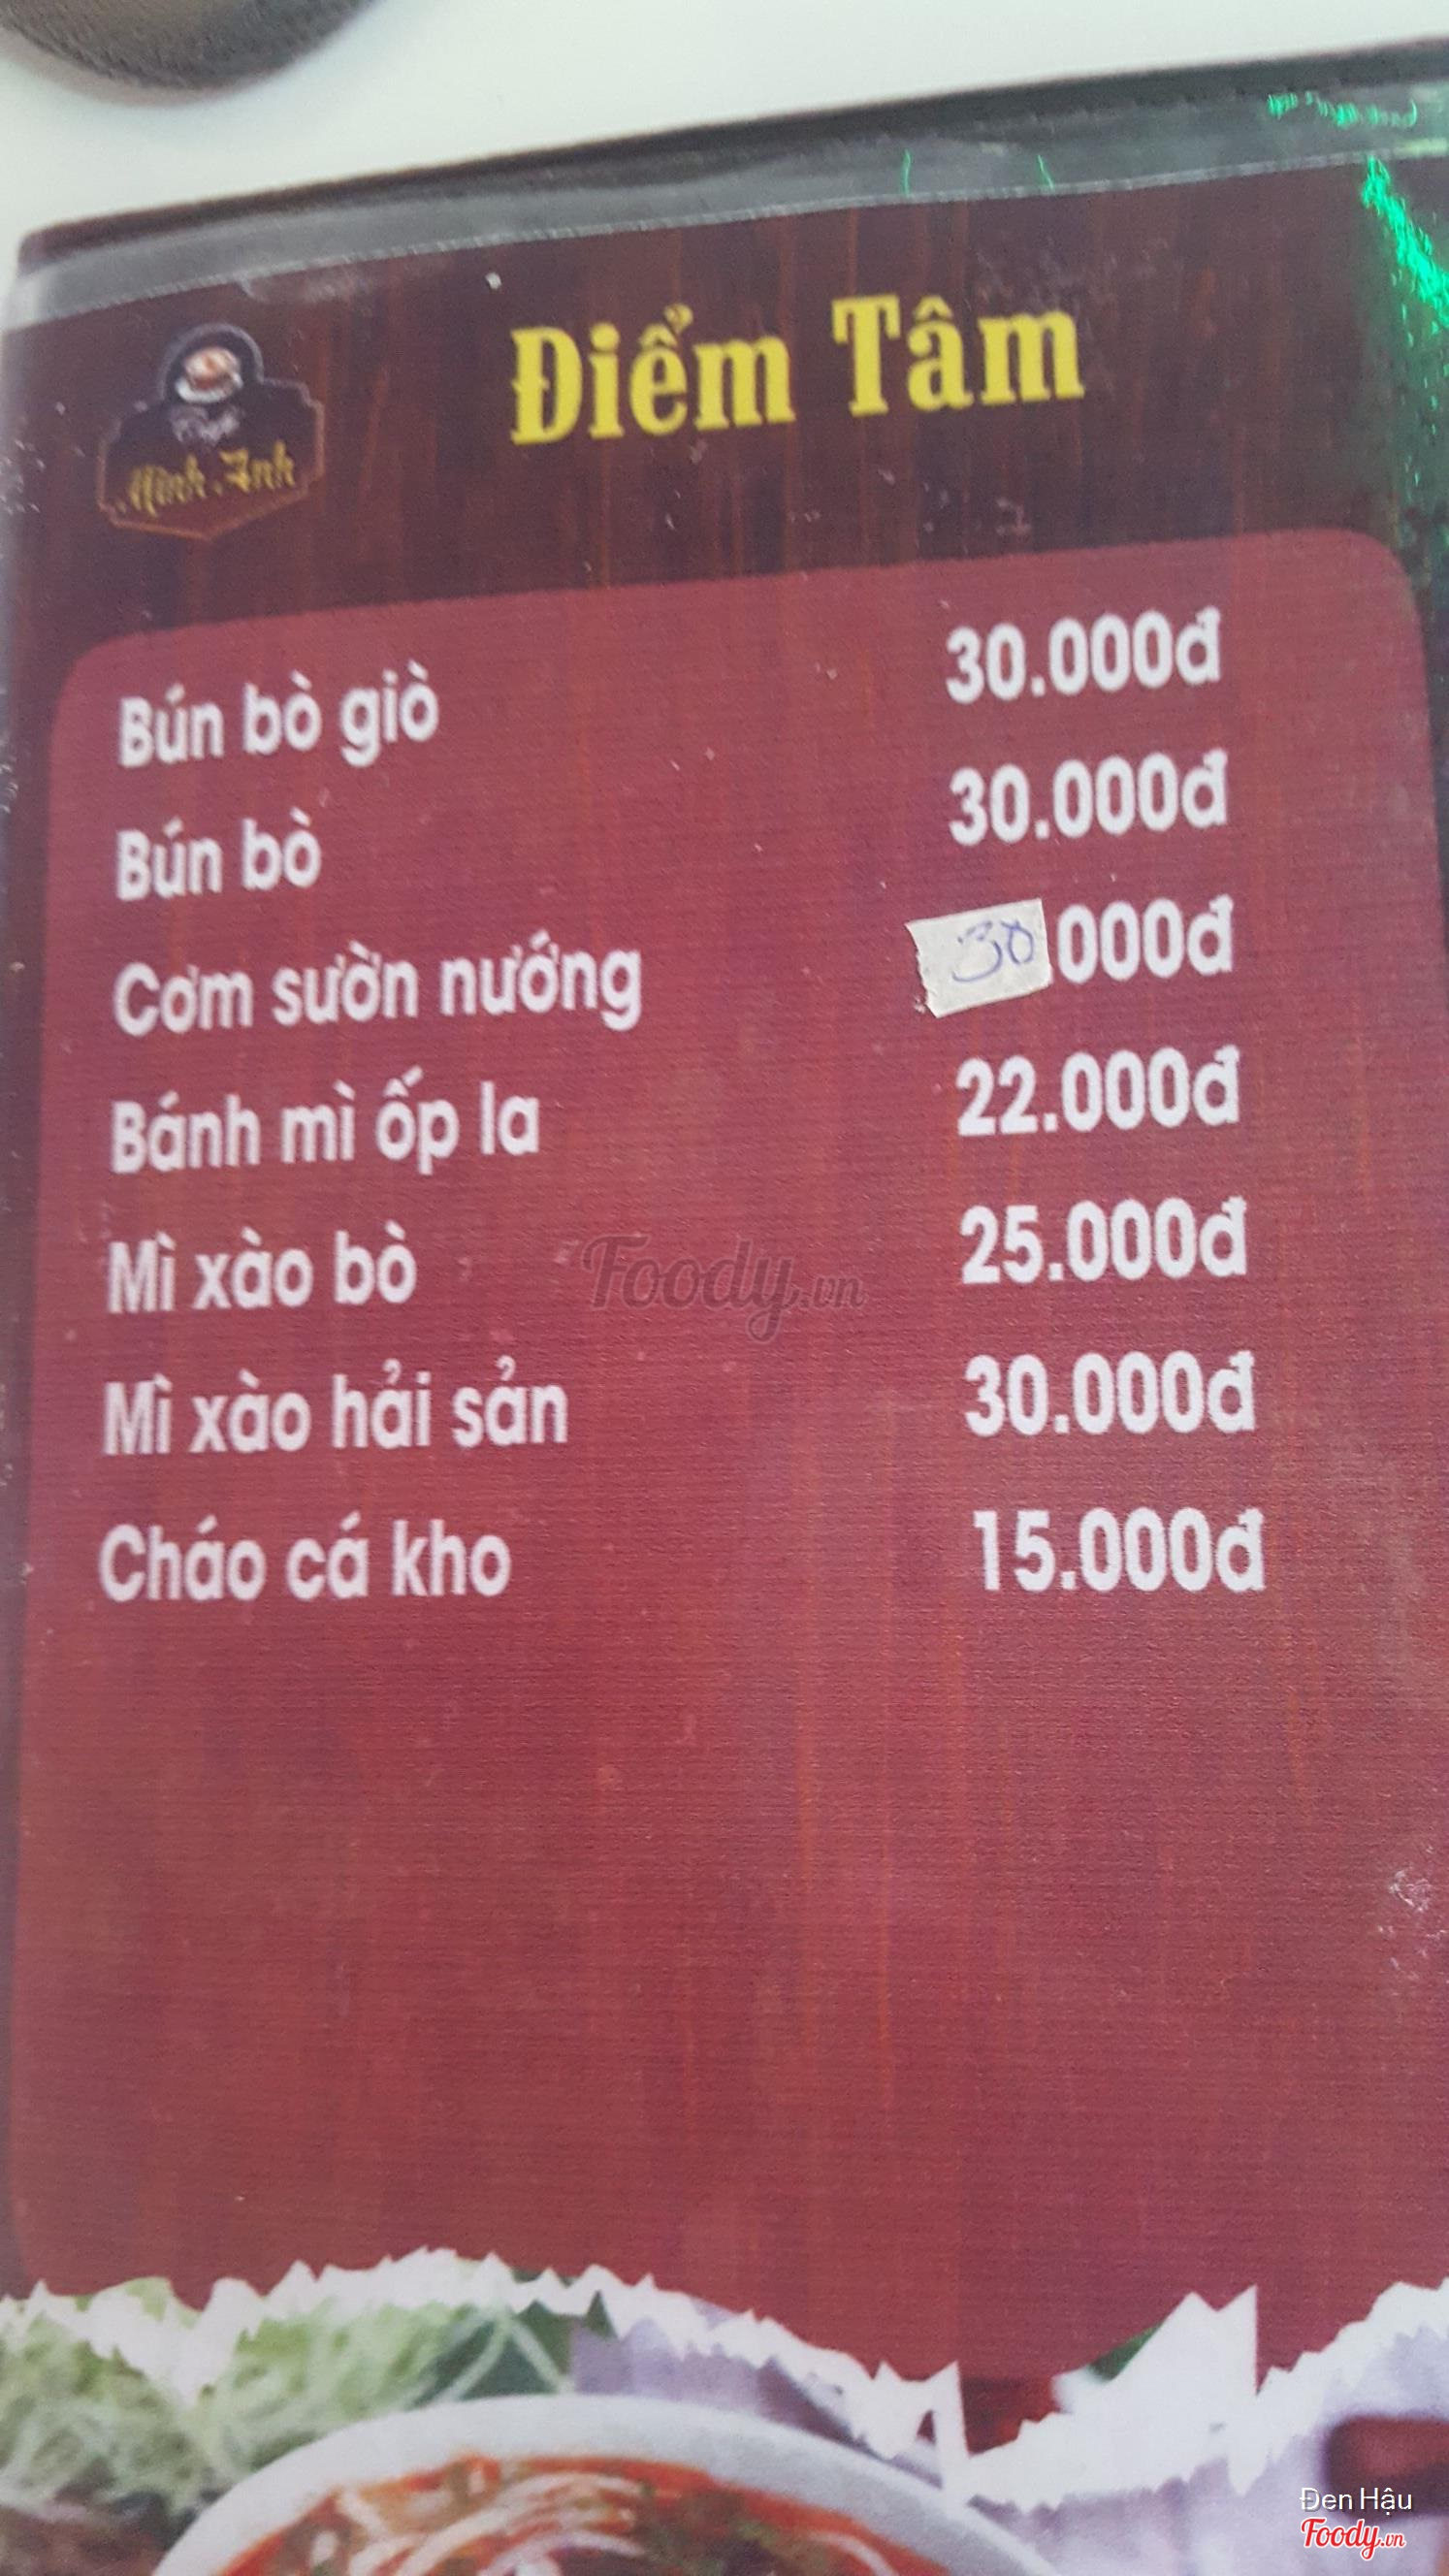 Điểm Tâm
Café
Minh Anh
Bún bò giò 30.000đ
Bún bò 30.000đ
Cơm sườn nướng 30.000đ
Bánh mì ốp la 22.000đ
Mì xào bò 25.000đ
Foody.vn
Mì xào hải sản 30.000đ
Cháo cá kho 15.000đ
Đen Hậu
Foody.vn